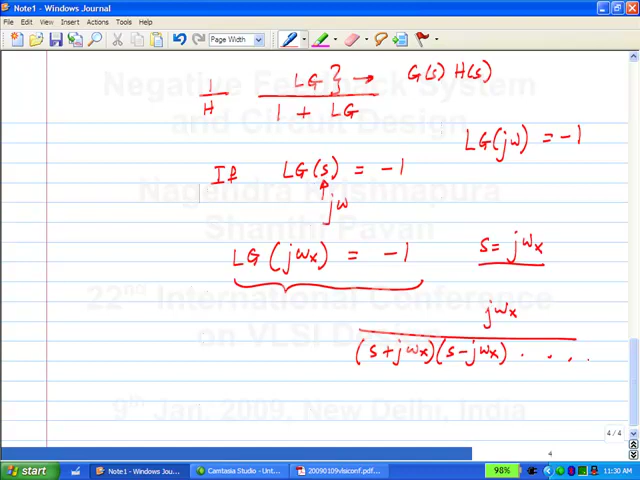 Note1 - Windows Journal
File Edit View Insert Actions Tools Help
Page Width
Negative Feedback System
and Circuit Design
Nagendra Krishnapura
Shanthi Pavan
22nd International Conference
on VLSI Design
9th Jan. 2009, New Delhi, India
1/H LG/(1 + LG) } → G(s) H(s)
LG(jω) = -1
If LG(s) = -1
↑
jω
LG(jωx) = -1 s = jωx
jωx
(s+jωx)(s-jωx) . . . .
4/4
4
start Note1 - Windows Jou... Camtasia Studio - Unt... 20090109vlsiconf.pdf... 98% 11:30 AM